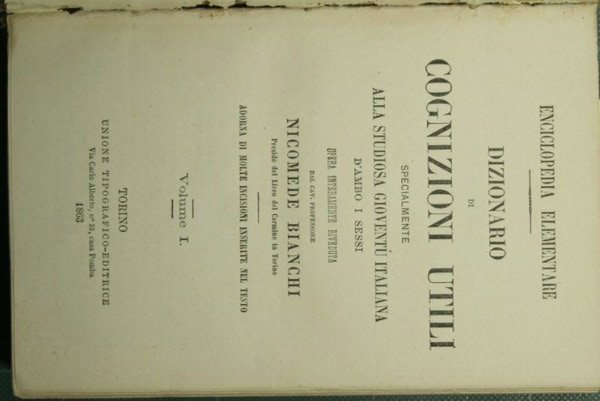 ENCICLOPEDIA ELEMENTARE
DIZIONARIO
DI
COGNIZIONI UTILI
SPECIALMENTE
ALLA STUDIOSA GIOVENTÙ ITALIANA
D'AMBO I SESSI
OPERA INTERAMENTE RIVEDUTA
DAL CAV. PROFESSORE
NICOMEDE BIANCHI
Preside del Liceo del Carmine in Torino
ADORNA DI MOLTE INCISIONI INSERITE NEL TESTO
Volume I.
TORINO
UNIONE TIPOGRAFICO-EDITRICE
Via Carlo Alberto, nº 33, casa Pomba
1863